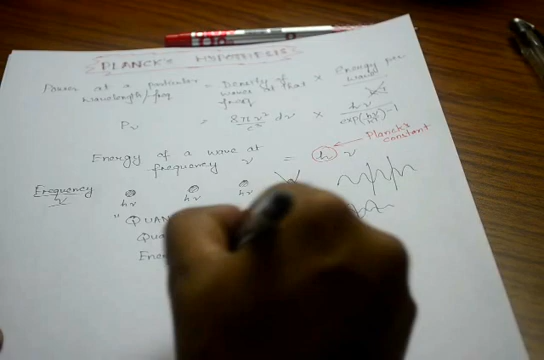 PLANCK'S HYPOTHESIS
Power at a particular wavelength/freq = Density of waves at that freq × Energy per wave
Pν = 8πν²/c³ dν × hν/exp(hν/kT)-1
Energy of a wave at frequency ν = h ν
Planck's constant
Frequency ν
hν hν hν
"QUAN
Qua
Ener